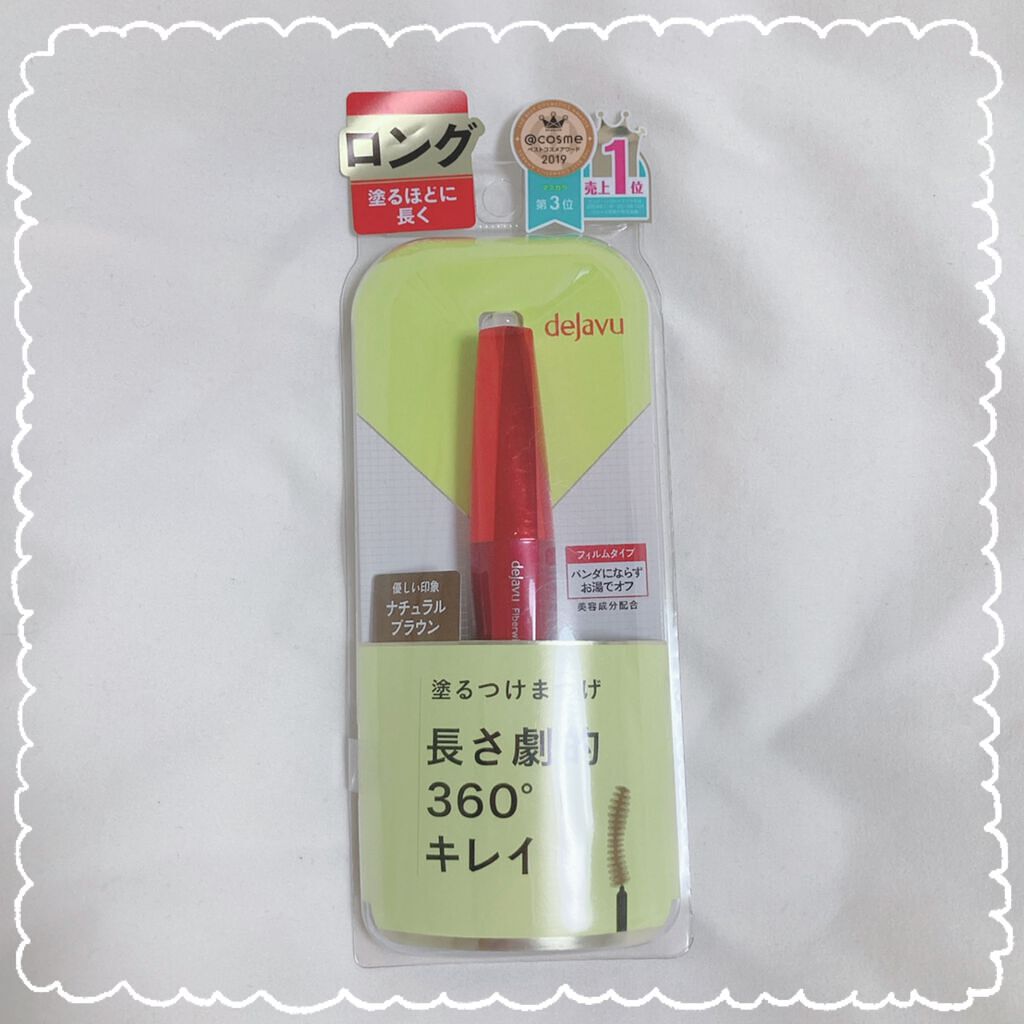 ロング
塗るほどに
長く
@cosme
ベストコスメアワード
2019
マスカラ
第3位
売上1位
dejavu
dejavu
フィルムタイプ
パンダにならず
お湯でオフ
美容成分配合
優しい印象
ナチュラル
ブラウン
塗るつけまつげ
長さ劇的
360°
キレイ